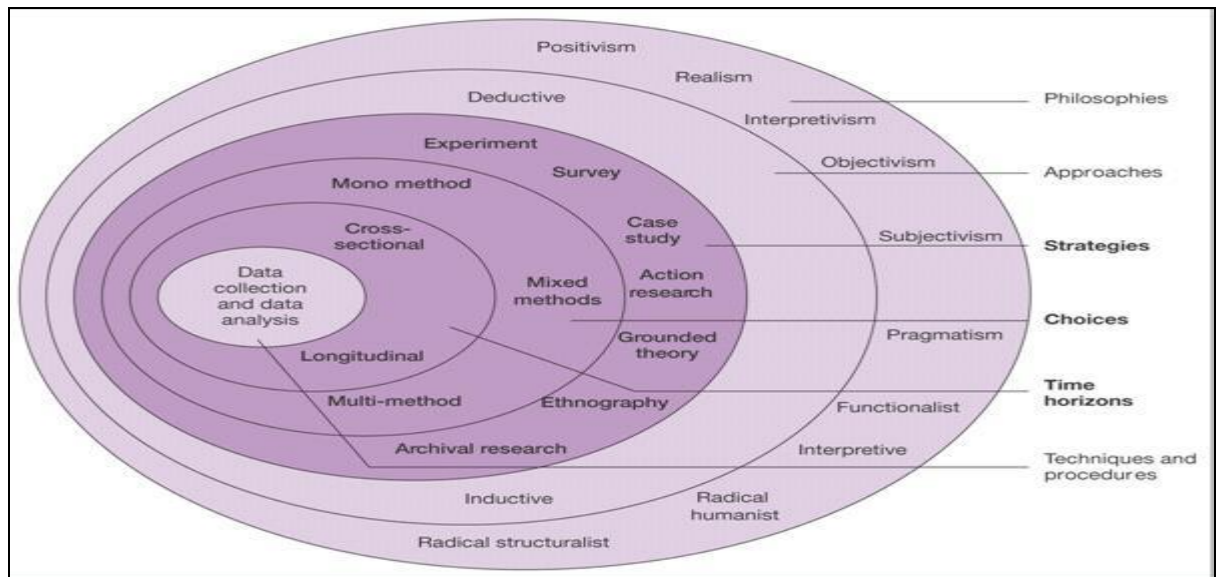 Positivism
Realism
Philosophies
Deductive
Interpretivism
Experiment
Objectivism
Survey
Approaches
Mono method
Case
study
Subjectivism
Strategies
Cross-
sectional
Data
collection
and data
analysis
Mixed
methods
Action
research
Choices
Grounded
theory
Pragmatism
Longitudinal
Time
horizons
Multi-method
Ethnography
Functionalist
Archival research
Interpretive
Techniques and
procedures
Inductive
Radical
humanist
Radical structuralist